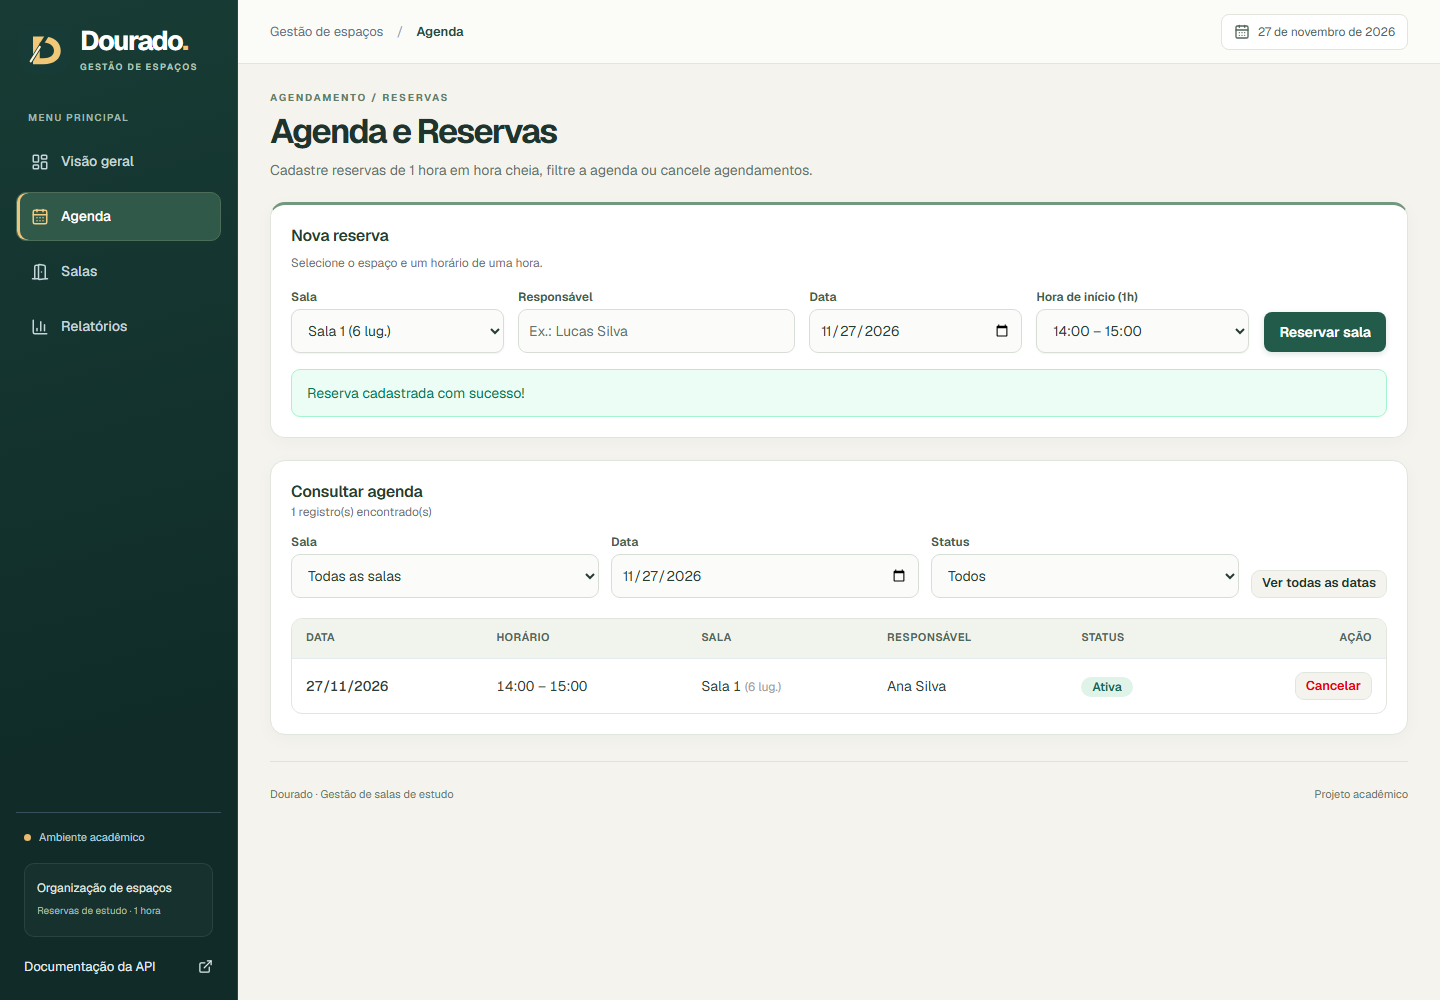 Dourado.
GESTÃO DE ESPAÇOS
MENU PRINCIPAL
Visão geral
Agenda
Salas
Relatórios
Ambiente acadêmico
Organização de espaços
Reservas de estudo · 1 hora
Documentação da API
Gestão de espaços / Agenda
27 de novembro de 2026
AGENDAMENTO / RESERVAS
Agenda e Reservas
Cadastre reservas de 1 hora em hora cheia, filtre a agenda ou cancele agendamentos.
Nova reserva
Selecione o espaço e um horário de uma hora.
Sala Responsável Data Hora de início (1h)
Sala 1 (6 lug.) Ex.: Lucas Silva 11/27/2026 14:00 – 15:00 Reservar sala
Reserva cadastrada com sucesso!
Consultar agenda
1 registro(s) encontrado(s)
Sala Data Status
Todas as salas 11/27/2026 Todos Ver todas as datas
DATA HORÁRIO SALA RESPONSÁVEL STATUS AÇÃO
27/11/2026 14:00 – 15:00 Sala 1 (6 lug.) Ana Silva Ativa Cancelar
Dourado · Gestão de salas de estudo Projeto acadêmico